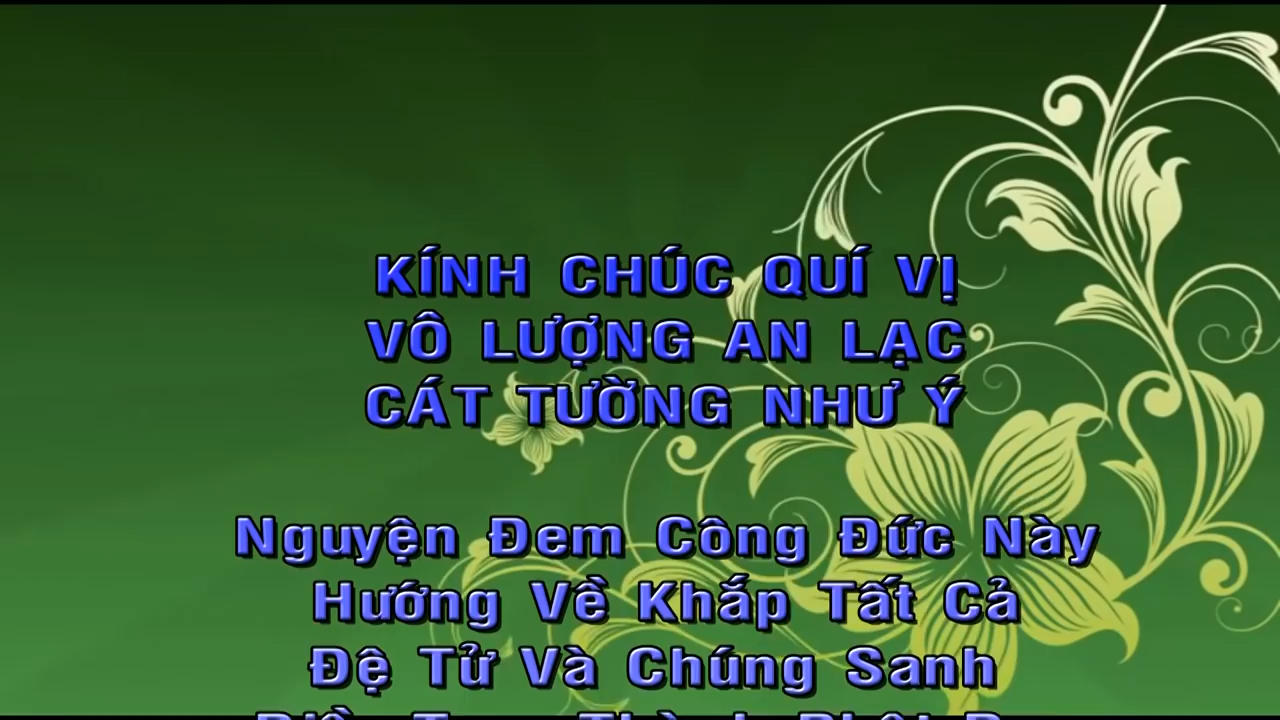 KÍNH CHÚC QUÍ VỊ
VÔ LƯỢNG AN LẠC
CÁT TƯỜNG NHƯ Ý
Nguyện Đem Công Đức Này
Hướng Về Khắp Tất Cả
Đệ Tử Và Chúng Sanh